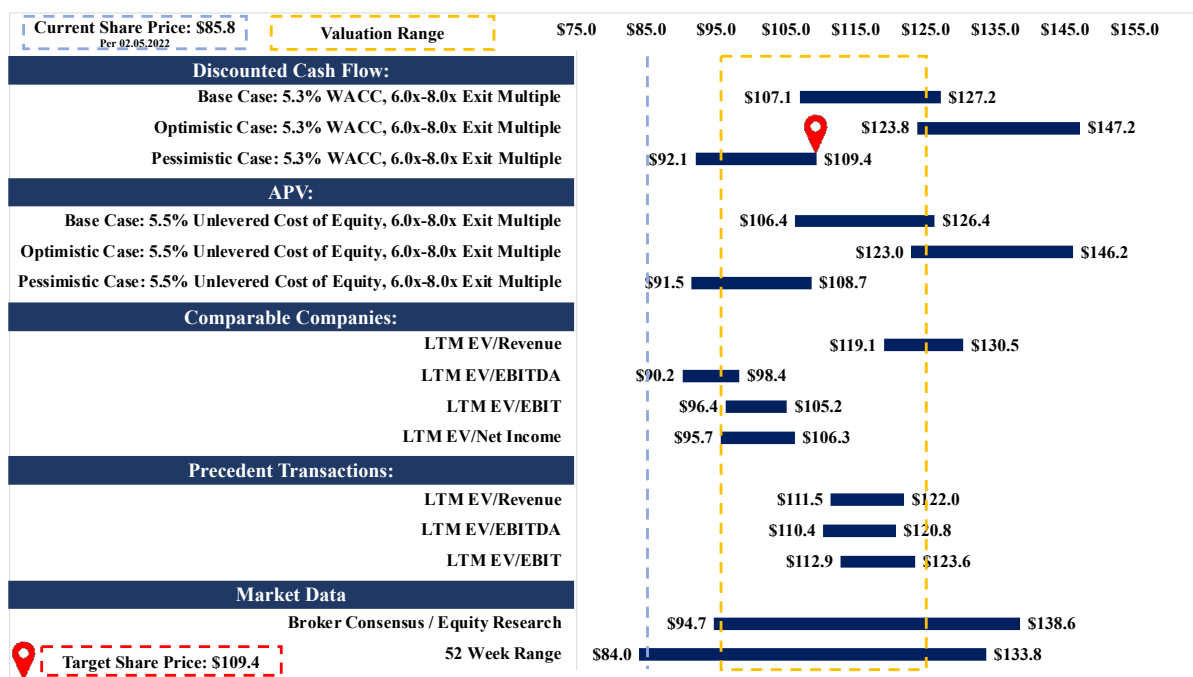 Current Share Price: $85.8
Per 02.05.2022
Valuation Range
$75.0 $85.0 $95.0 $105.0 $115.0 $125.0 $135.0 $145.0 $155.0
Discounted Cash Flow:
Base Case: 5.3% WACC, 6.0x-8.0x Exit Multiple $107.1 $127.2
Optimistic Case: 5.3% WACC, 6.0x-8.0x Exit Multiple $123.8 $147.2
Pessimistic Case: 5.3% WACC, 6.0x-8.0x Exit Multiple $92.1 $109.4
APV:
Base Case: 5.5% Unlevered Cost of Equity, 6.0x-8.0x Exit Multiple $106.4 $126.4
Optimistic Case: 5.5% Unlevered Cost of Equity, 6.0x-8.0x Exit Multiple $123.0 $146.2
Pessimistic Case: 5.5% Unlevered Cost of Equity, 6.0x-8.0x Exit Multiple $91.5 $108.7
Comparable Companies:
LTM EV/Revenue $119.1 $130.5
LTM EV/EBITDA $90.2 $98.4
LTM EV/EBIT $96.4 $105.2
LTM EV/Net Income $95.7 $106.3
Precedent Transactions:
LTM EV/Revenue $111.5 $122.0
LTM EV/EBITDA $110.4 $120.8
LTM EV/EBIT $112.9 $123.6
Market Data
Broker Consensus / Equity Research $94.7 $138.6
52 Week Range $84.0 $133.8
Target Share Price: $109.4